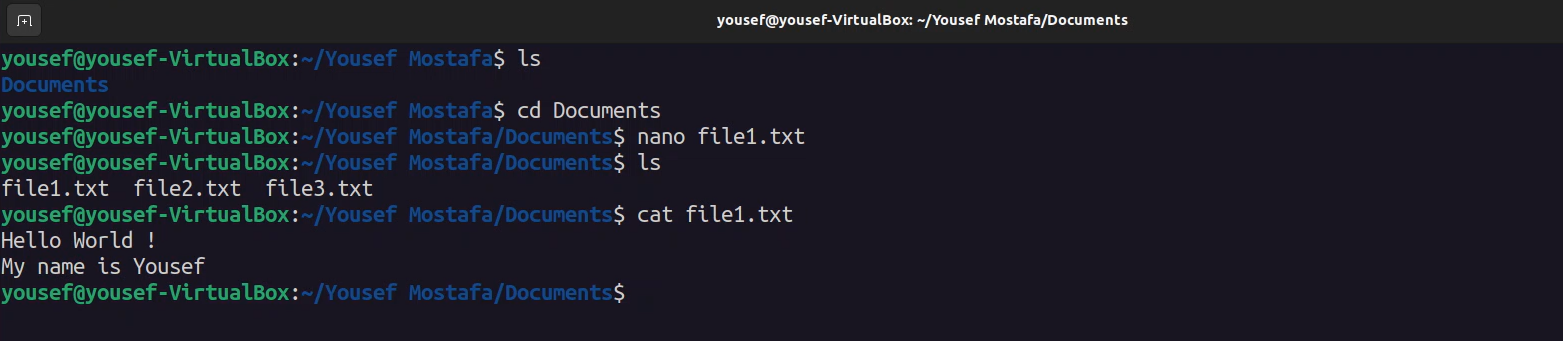 yousef@yousef-VirtualBox: ~/Yousef Mostafa/Documents
yousef@yousef-VirtualBox:~/Yousef Mostafa$ ls
Documents
yousef@yousef-VirtualBox:~/Yousef Mostafa$ cd Documents
yousef@yousef-VirtualBox:~/Yousef Mostafa/Documents$ nano file1.txt
yousef@yousef-VirtualBox:~/Yousef Mostafa/Documents$ ls
file1.txt  file2.txt  file3.txt
yousef@yousef-VirtualBox:~/Yousef Mostafa/Documents$ cat file1.txt
Hello World !
My name is Yousef
yousef@yousef-VirtualBox:~/Yousef Mostafa/Documents$